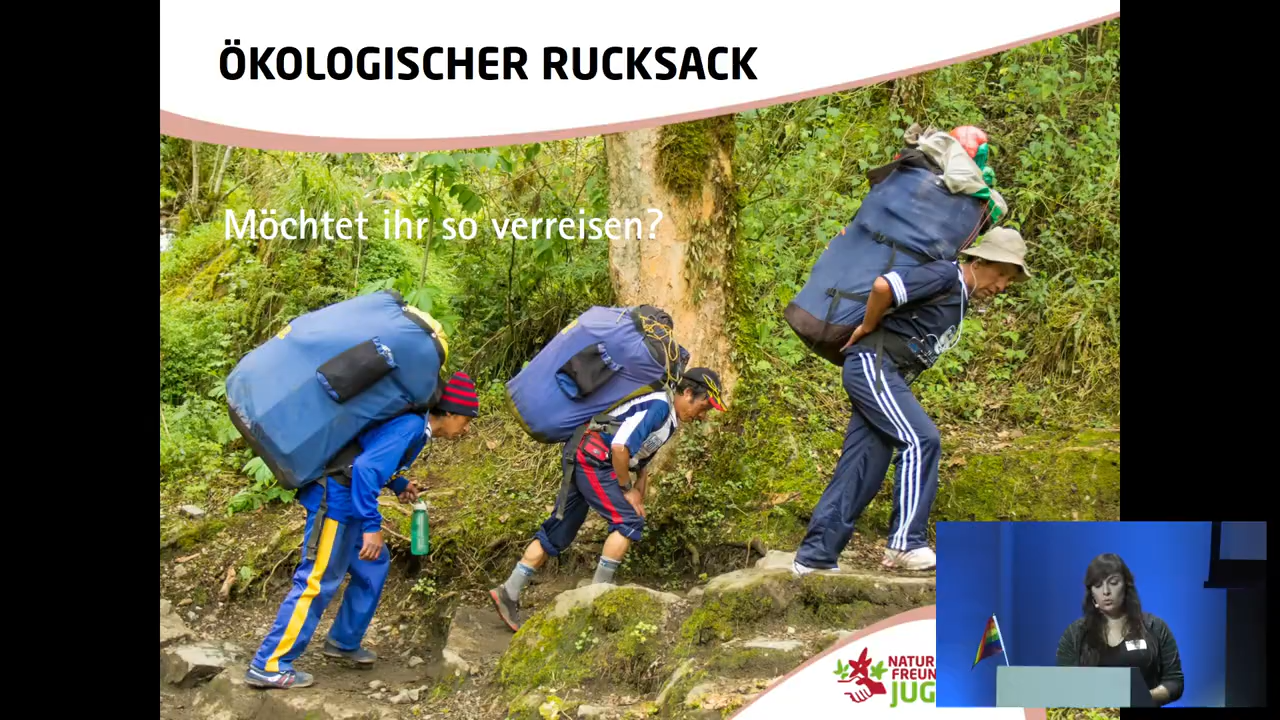 ÖKOLOGISCHER RUCKSACK
Möchtet ihr so verreisen?
NATUR
FREUN
JUG